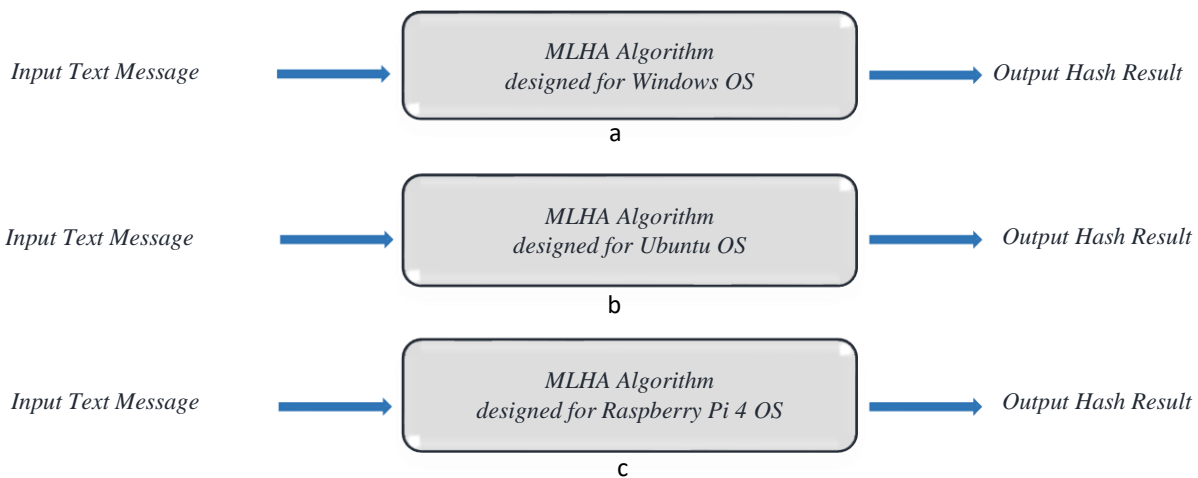 Input Text Message
MLHA Algorithm
designed for Windows OS
Output Hash Result
a
Input Text Message
MLHA Algorithm
designed for Ubuntu OS
Output Hash Result
b
Input Text Message
MLHA Algorithm
designed for Raspberry Pi 4 OS
Output Hash Result
c